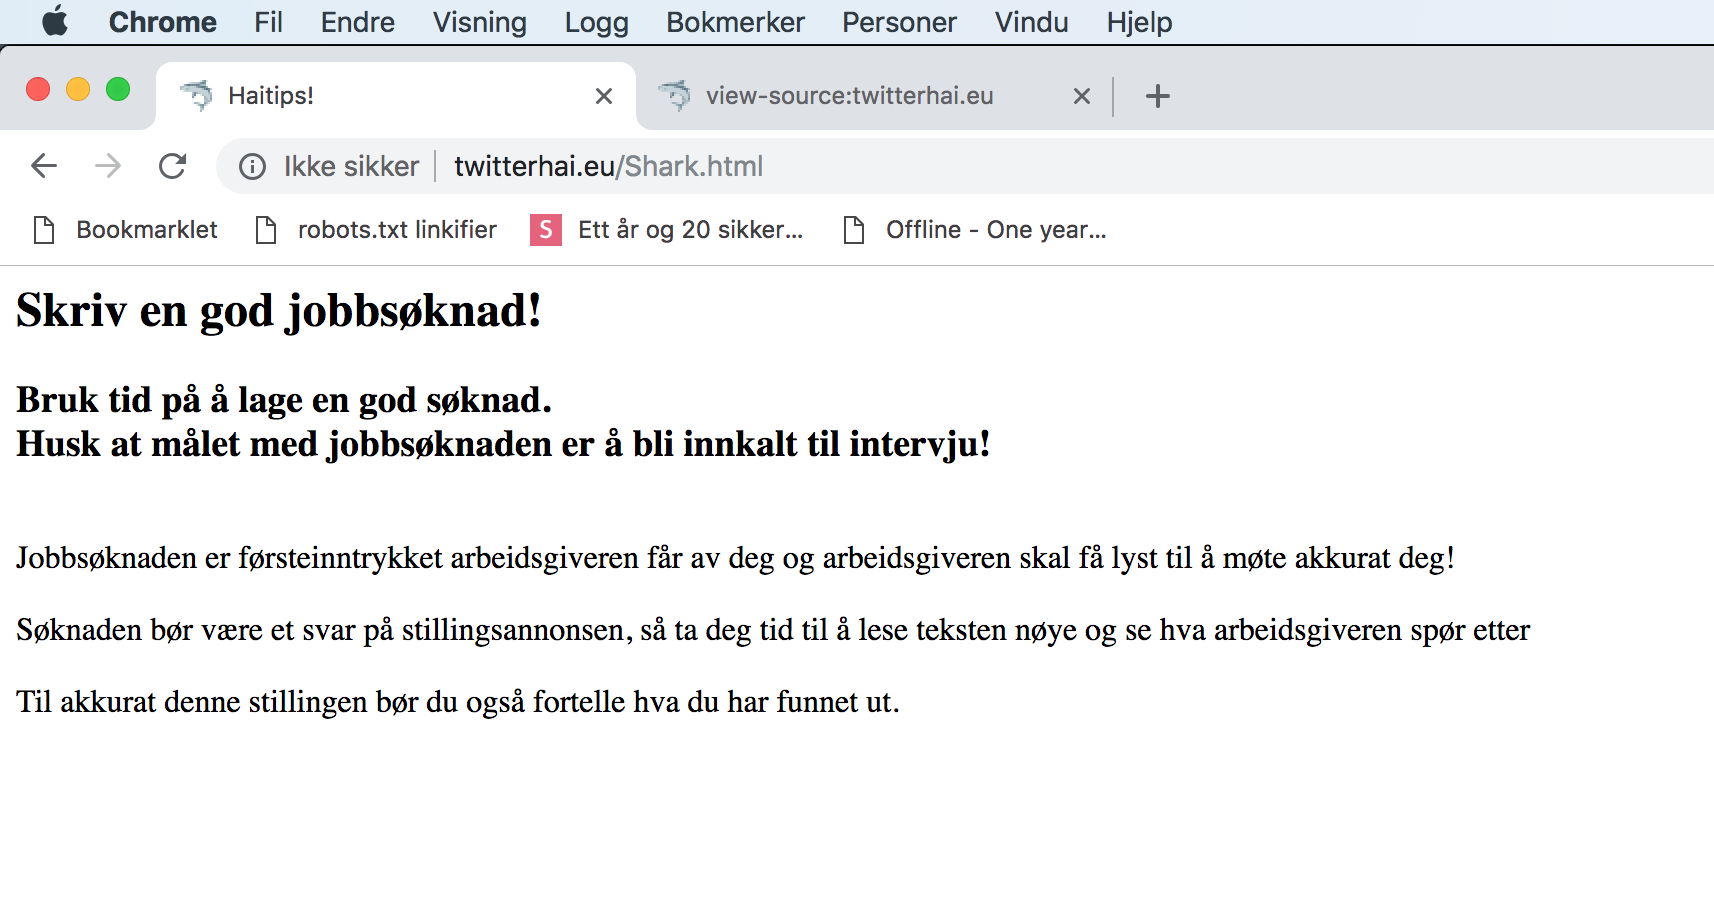 Chrome Fil Endre Visning Logg Bokmerker Personer Vindu Hjelp
Haitips! view-source:twitterhai.eu
Ikke sikker twitterhai.eu/Shark.html
Bookmarklet robots.txt linkifier S Ett år og 20 sikker... Offline - One year...
Skriv en god jobbsøknad!
Bruk tid på å lage en god søknad.
Husk at målet med jobbsøknaden er å bli innkalt til intervju!
Jobbsøknaden er førsteinntrykket arbeidsgiveren får av deg og arbeidsgiveren skal få lyst til å møte akkurat deg!
Søknaden bør være et svar på stillingsannonsen, så ta deg tid til å lese teksten nøye og se hva arbeidsgiveren spør etter
Til akkurat denne stillingen bør du også fortelle hva du har funnet ut.